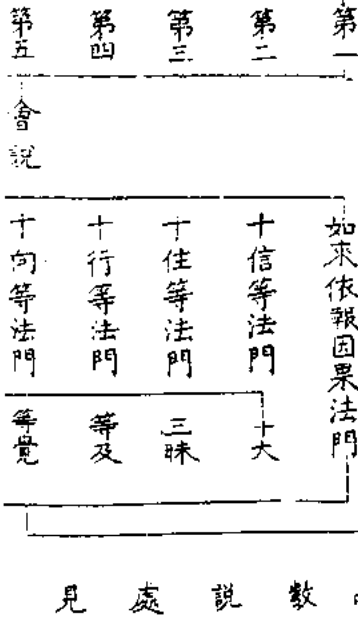 第一
第二
第三
第四
第五
會說
如來依報因果法門
十信等法門
十住等法門
十行等法門
十向等法門
十大
三昧
等及
等覺
數說處見